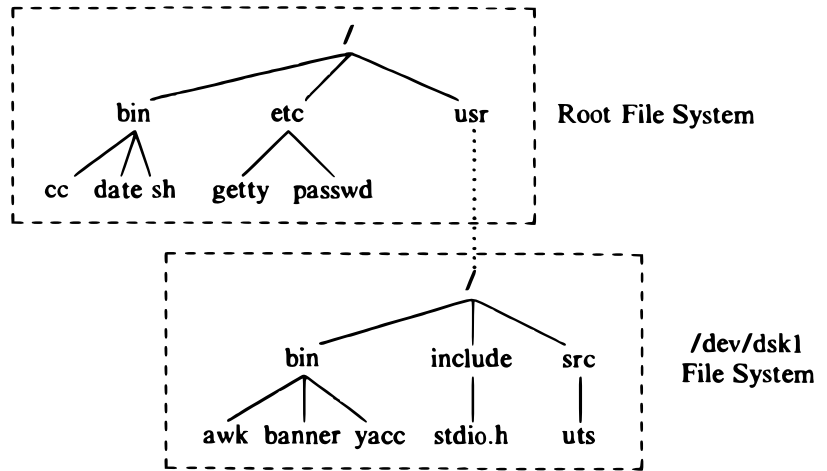 /
bin etc usr Root File System
cc date sh getty passwd
/
/dev/dsk1
bin include src
File System
awk banner yacc stdio.h uts